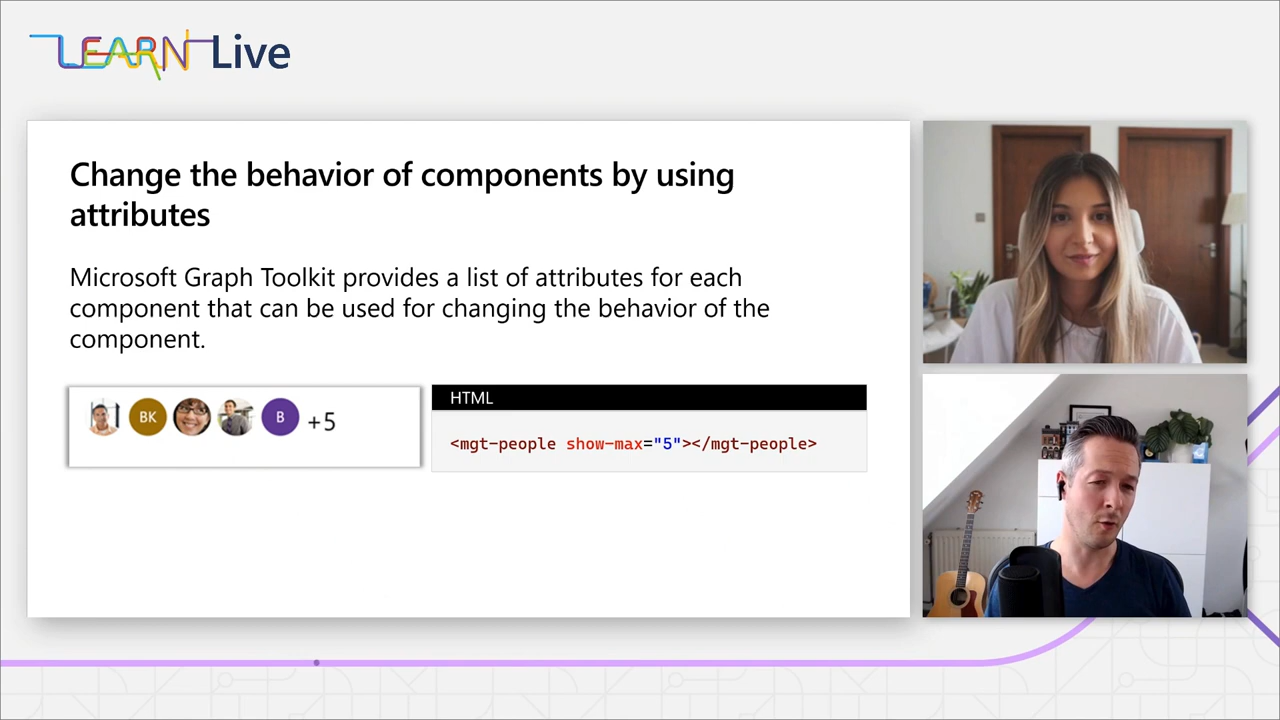 LEARN Live
Change the behavior of components by using
attributes
Microsoft Graph Toolkit provides a list of attributes for each
component that can be used for changing the behavior of the
component.
BK B +5
HTML
<mgt-people show-max="5"></mgt-people>